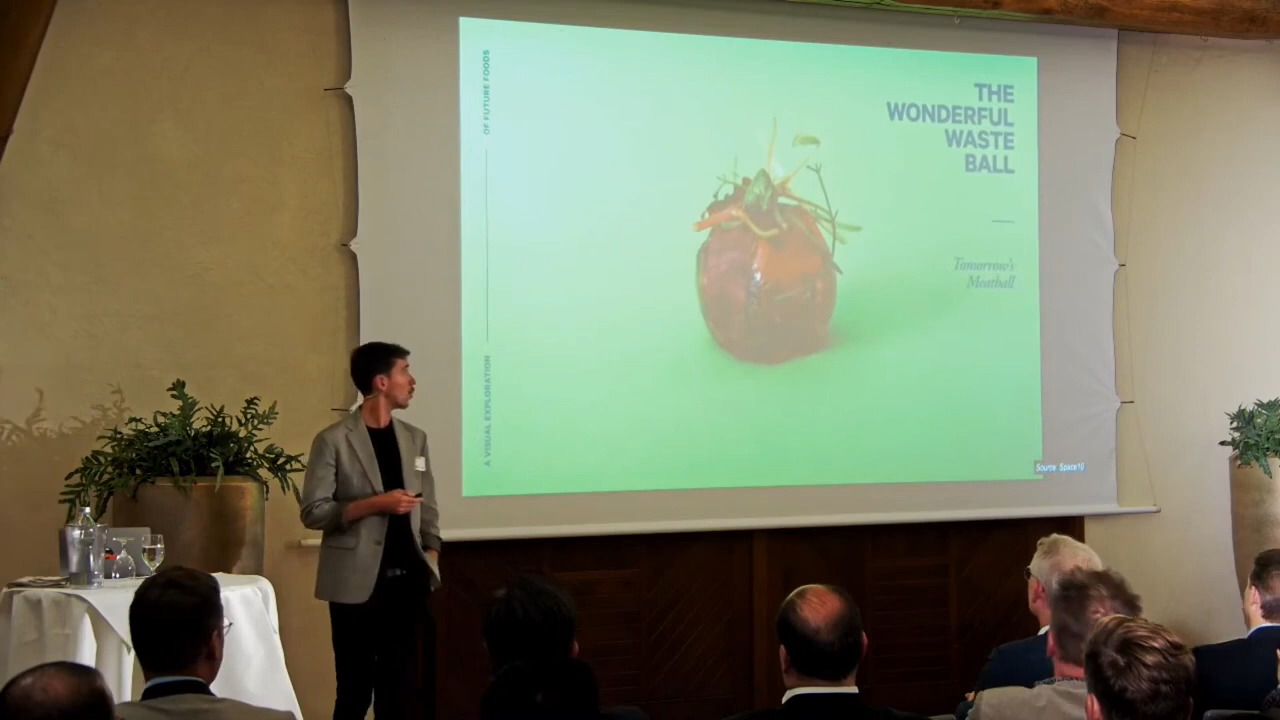 A VISUAL EXPLORATION
OF FUTURE FOODS
THE
WONDERFUL
WASTE
BALL
Tomorrow's
Meatball
Source Space10